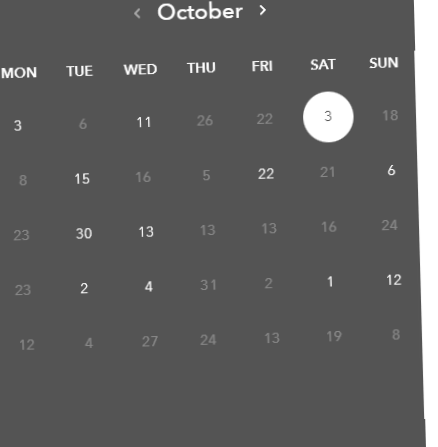 ‹ October ›
MON TUE WED THU FRI SAT SUN
3 6 11 26 22 3 18
8 15 16 5 22 21 6
23 30 13 13 13 16 24
23 2 4 31 2 1 12
12 4 27 24 13 19 8